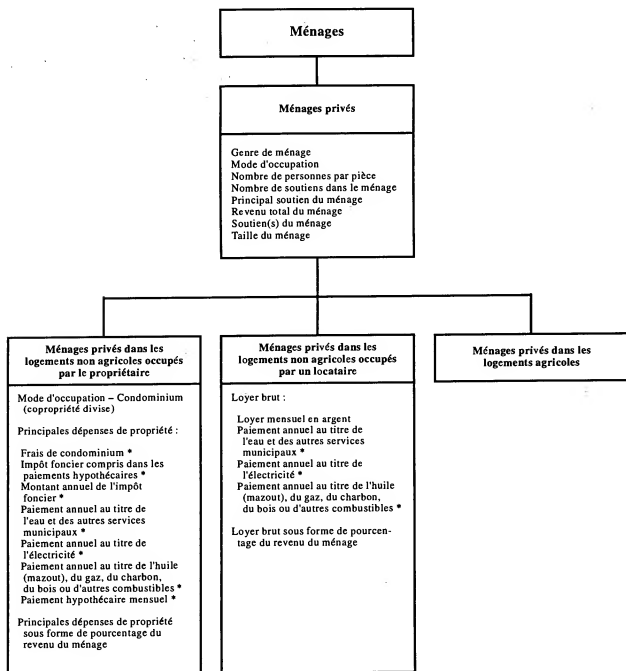 Ménages
Ménages privés
Genre de ménage
Mode d'occupation
Nombre de personnes par pièce
Nombre de soutiens dans le ménage
Principal soutien du ménage
Revenu total du ménage
Soutien(s) du ménage
Taille du ménage
Ménages privés dans les
logements non agricoles occupés
par le propriétaire
Mode d'occupation – Condominium
(copropriété divise)
Principales dépenses de propriété :
Frais de condominium *
Impôt foncier compris dans les
paiements hypothécaires *
Montant annuel de l'impôt
foncier *
Paiement annuel au titre de
l'eau et des autres services
municipaux *
Paiement annuel au titre de
l'électricité *
Paiement annuel au titre de l'huile
(mazout), du gaz, du charbon,
du bois ou d'autres combustibles *
Paiement hypothécaire mensuel *
Principales dépenses de propriété
sous forme de pourcentage du
revenu du ménage
Ménages privés dans les
logements non agricoles occupés
par un locataire
Loyer brut :
Loyer mensuel en argent
Paiement annuel au titre de
l'eau et des autres services
municipaux *
Paiement annuel au titre de
l'électricité *
Paiement annuel au titre de l'huile
(mazout), du gaz, du charbon,
du bois ou d'autres combustibles *
Loyer brut sous forme de pourcen-
tage du revenu du ménage
Ménages privés dans les
logements agricoles